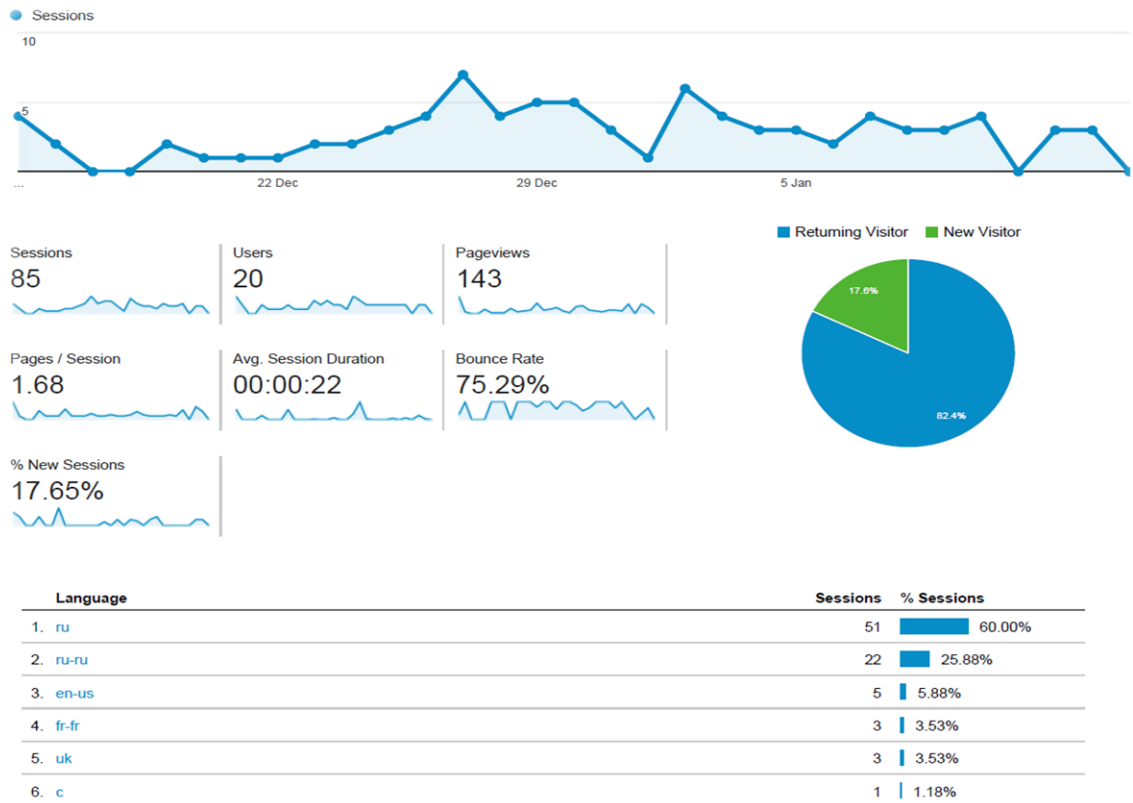 Sessions
10
5
... 22 Dec 29 Dec 5 Jan
Returning Visitor New Visitor
Sessions Users Pageviews
85 20 143
17.6%
Pages / Session Avg. Session Duration Bounce Rate
1.68 00:00:22 75.29%
82.4%
% New Sessions
17.65%
Language Sessions % Sessions
1. ru 51 60.00%
2. ru-ru 22 25.88%
3. en-us 5 5.88%
4. fr-fr 3 3.53%
5. uk 3 3.53%
6. c 1 1.18%